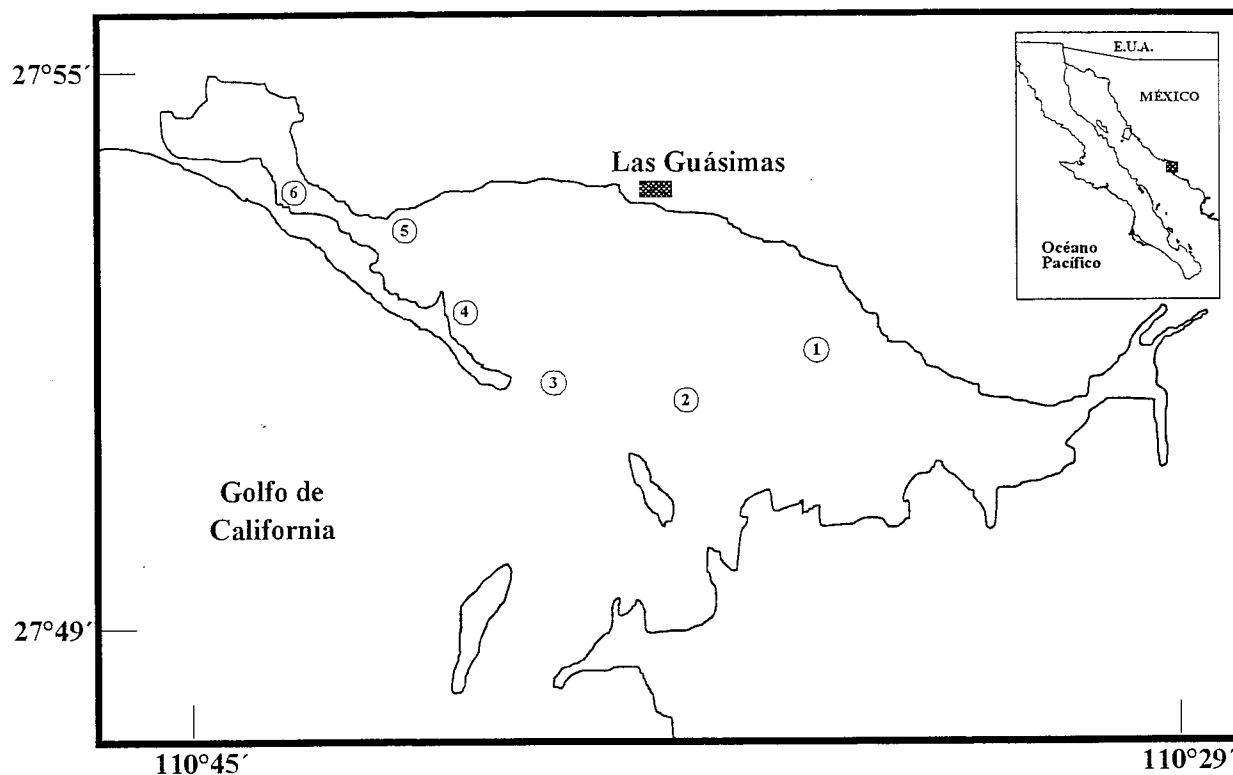 27°55´
E.U.A.
MÉXICO
Las Guásimas
6
5
Océano
Pacífico
4
1
3
2
Golfo de
California
27°49´
110°45´
110°29´